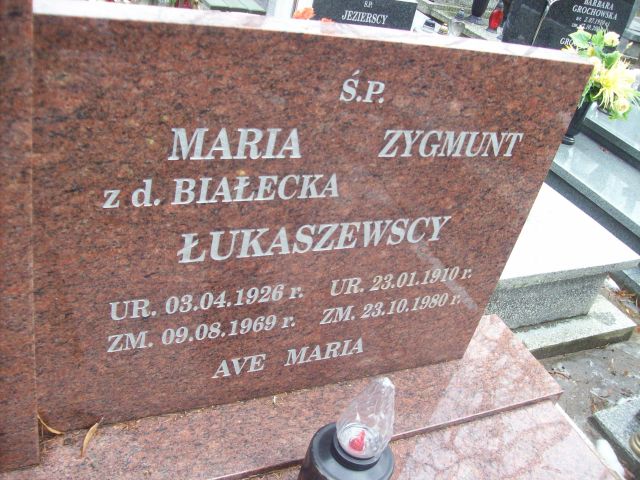 Ś.P.
JEZIERSCY
BARBARA
GROCHOWSKA
Ś.P.
MARIA ZYGMUNT
z d. BIAŁECKA
ŁUKASZEWSCY
UR. 03.04.1926 r. UR. 23.01.1910 r.
ZM. 09.08.1969 r. ZM. 23.10.1980 r.
AVE MARIA